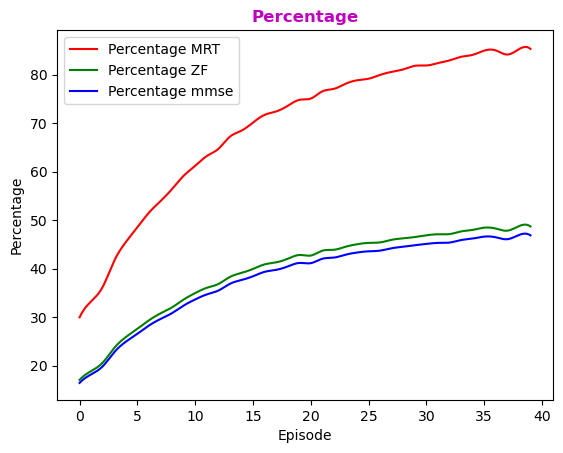 Percentage
Percentage MRT
Percentage ZF
Percentage mmse
Percentage
80
70
60
50
40
30
20
0 5 10 15 20 25 30 35 40
Episode